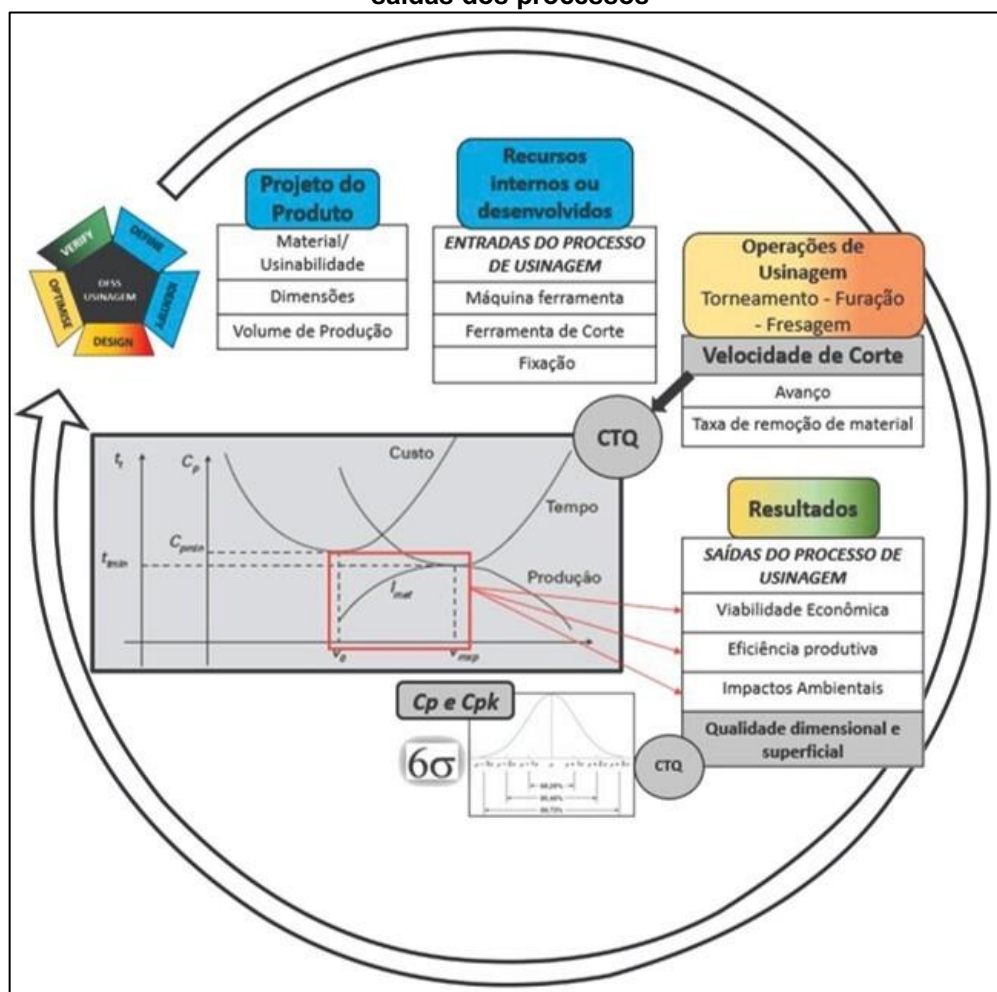 saídas dos processos
VERIFY
DEFINE
IDENTIFY
DESIGN
OPTIMISE
DFSS
USINAGEM
Projeto do
Produto
Material/
Usinabilidade
Dimensões
Volume de Produção
Recursos
internos ou
desenvolvidos
ENTRADAS DO PROCESSO
DE USINAGEM
Máquina ferramenta
Ferramenta de Corte
Fixação
Operações de
Usinagem
Torneamento - Furação
- Fresagem
Velocidade de Corte
Avanço
Taxa de remoção de material
CTQ
Custo
Tempo
Produção
Resultados
SAÍDAS DO PROCESSO DE
USINAGEM
Viabilidade Econômica
Eficiência produtiva
Impactos Ambientais
Qualidade dimensional e
superficial
CTQ
Cp e Cpk
6σ